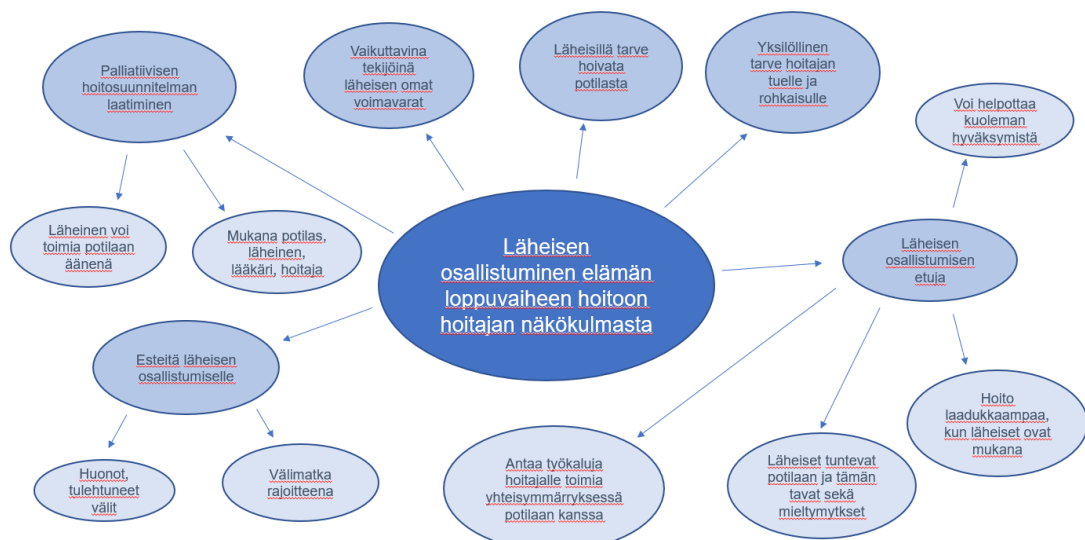 Palliatiivisen
hoitosuunnitelman
laatiminen
Vaikuttavina
tekijöinä
läheisen omat
voimavarat
Läheisillä tarve
hoivata
potilasta
Yksilöllinen
tarve hoitajan
tuelle ja
rohkaisulle
Voi helpottaa
kuoleman
hyväksymistä
Läheinen voi
toimia potilaan
äänenä
Mukana potilas,
läheinen,
lääkäri, hoitaja
Läheisen
osallistuminen elämän
loppuvaiheen hoitoon
hoitajan näkökulmasta
Läheisen
osallistumisen
etuja
Esteitä läheisen
osallistumiselle
Huonot,
tulehtuneet
välit
Välimatka
rajoitteena
Antaa työkaluja
hoitajalle toimia
yhteisymmärryksessä
potilaan kanssa
Läheiset tuntevat
potilaan ja tämän
tavat sekä
mieltymytkset
Hoito
laadukkaampaa,
kun läheiset ovat
mukana